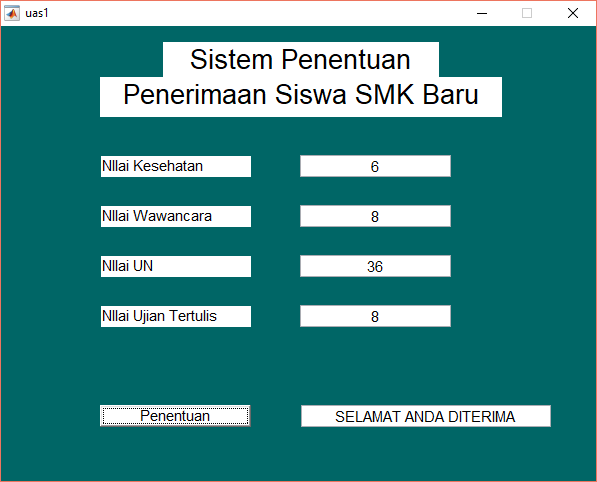 uas1
Sistem Penentuan
Penerimaan Siswa SMK Baru
NIlai Kesehatan
6
NIlai Wawancara
8
NIlai UN
36
NIlai Ujian Tertulis
8
Penentuan
SELAMAT ANDA DITERIMA